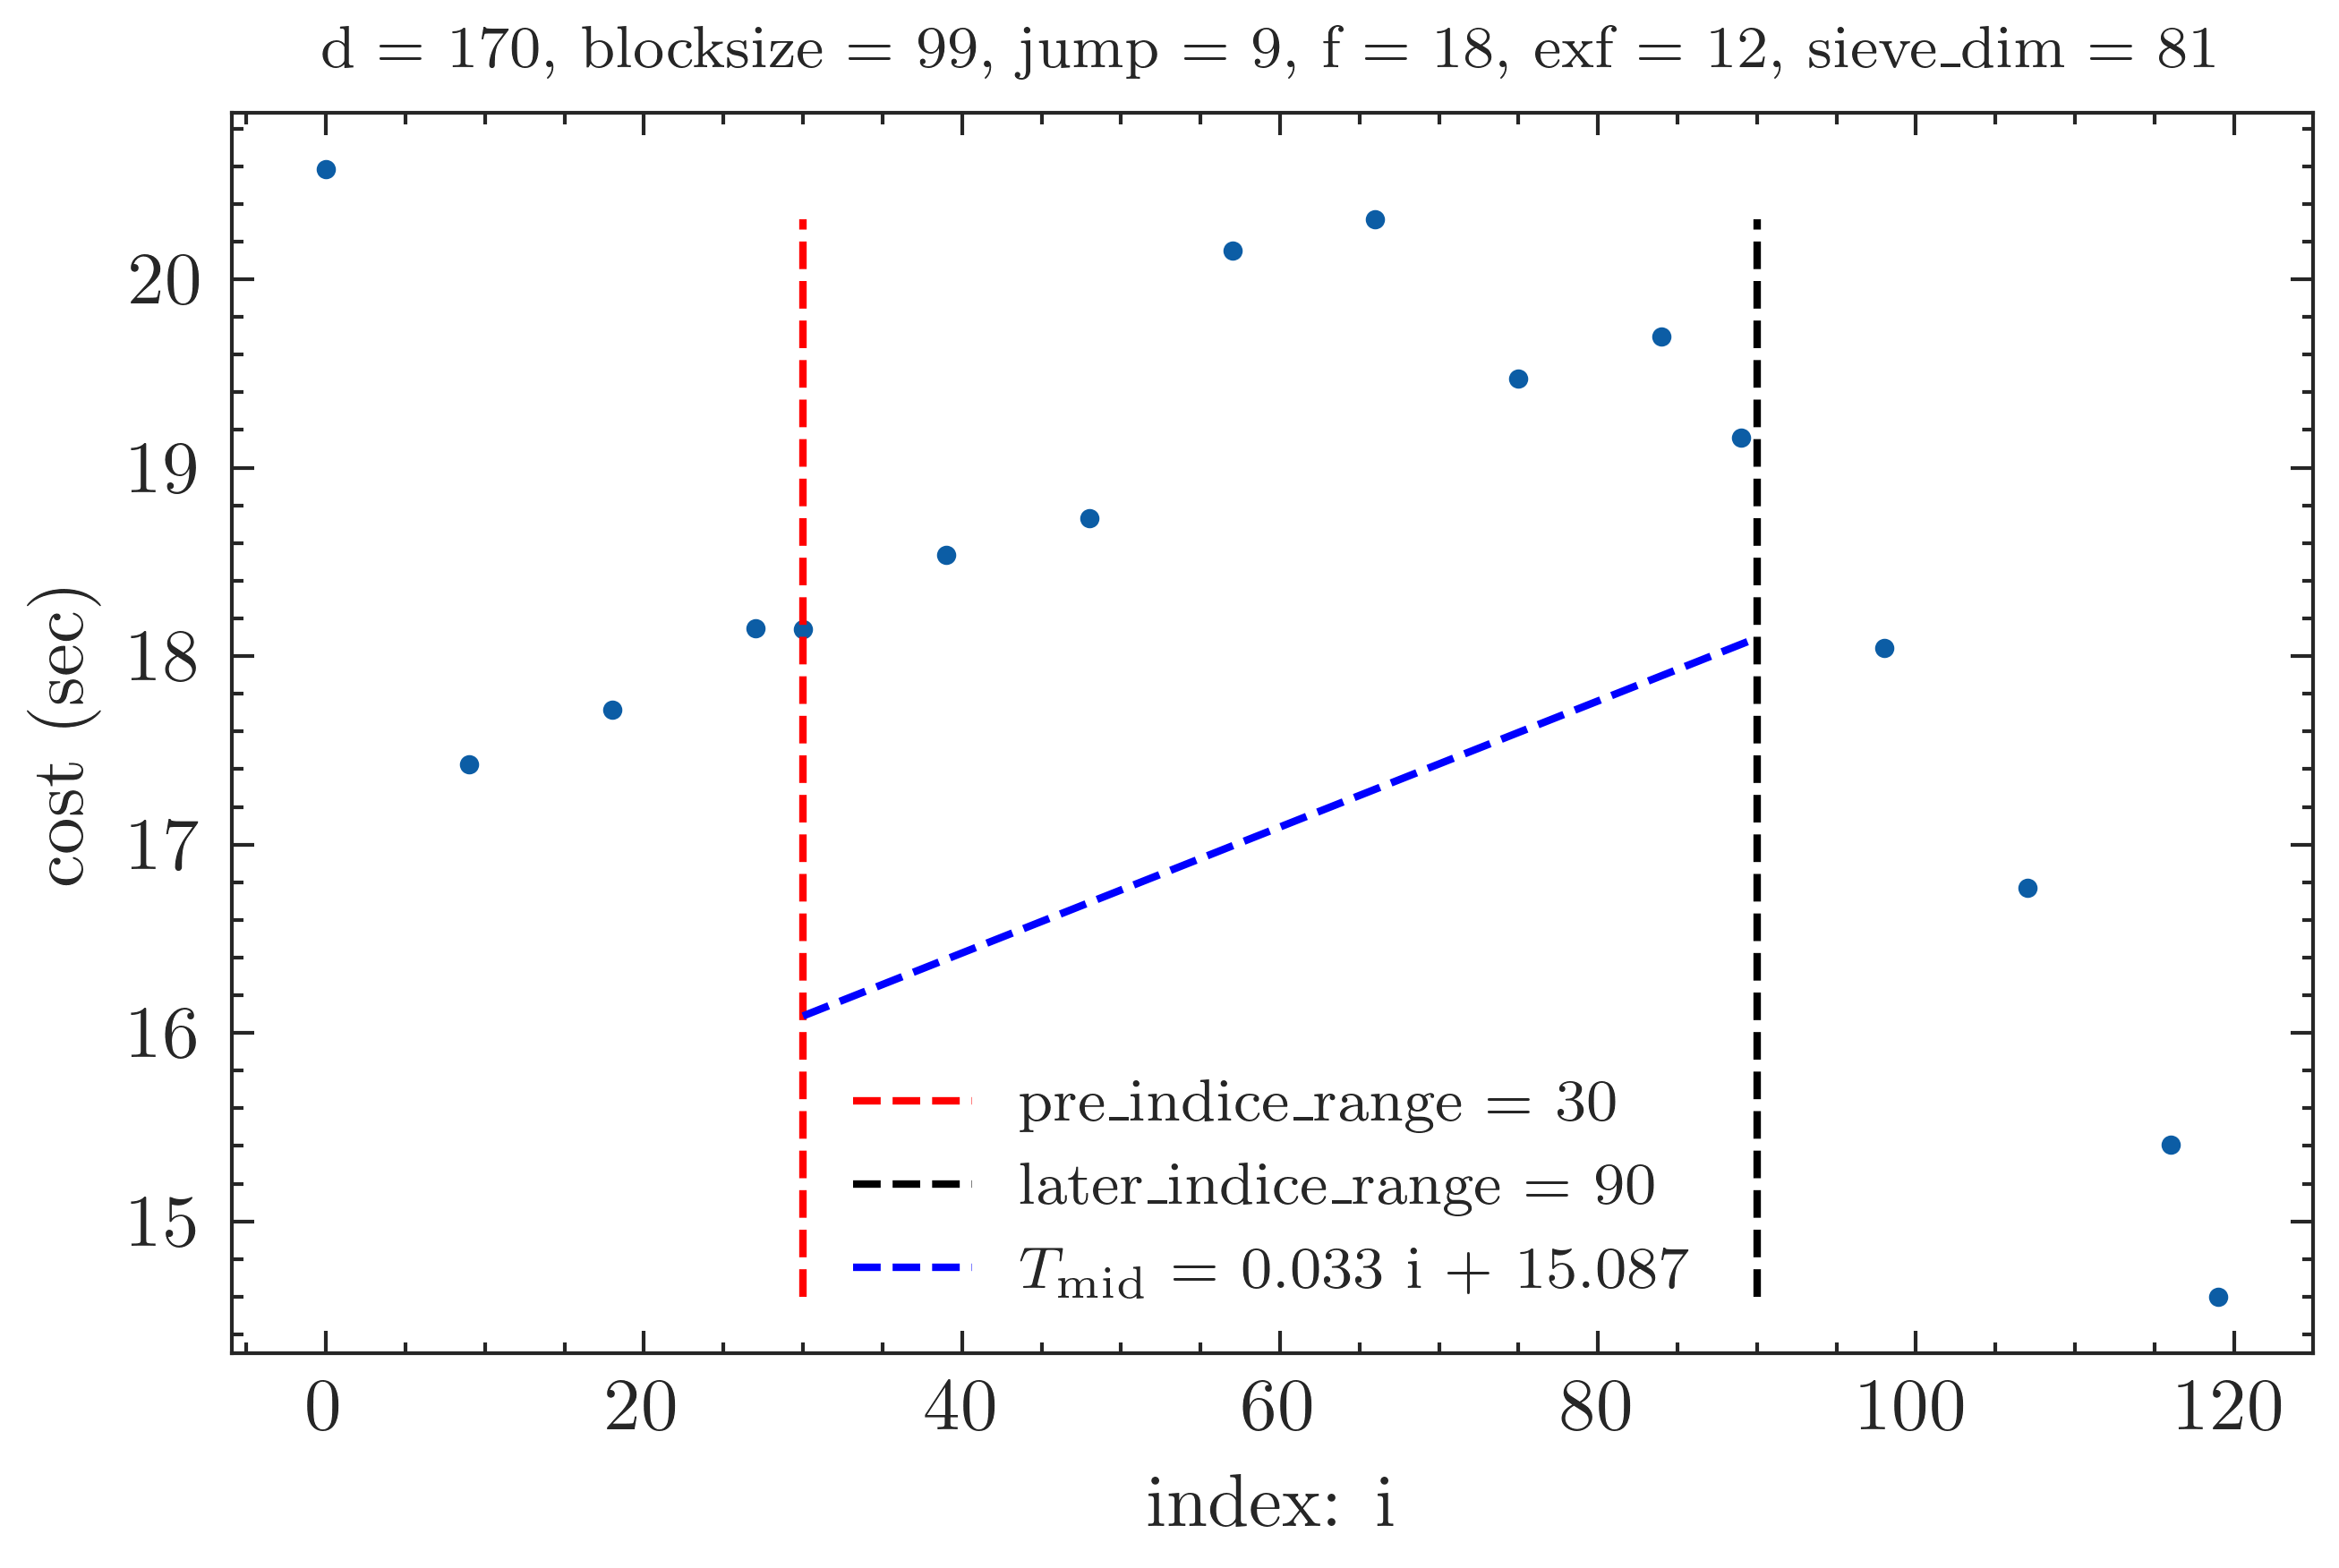 d = 170, blocksize = 99, jump = 9, f = 18, exf = 12, sieve_dim = 81
20
19
18
17
16
15
cost (sec)
pre_indice_range = 30
later_indice_range = 90
T_mid = 0.033 i + 15.087
0 20 40 60 80 100 120
index: i